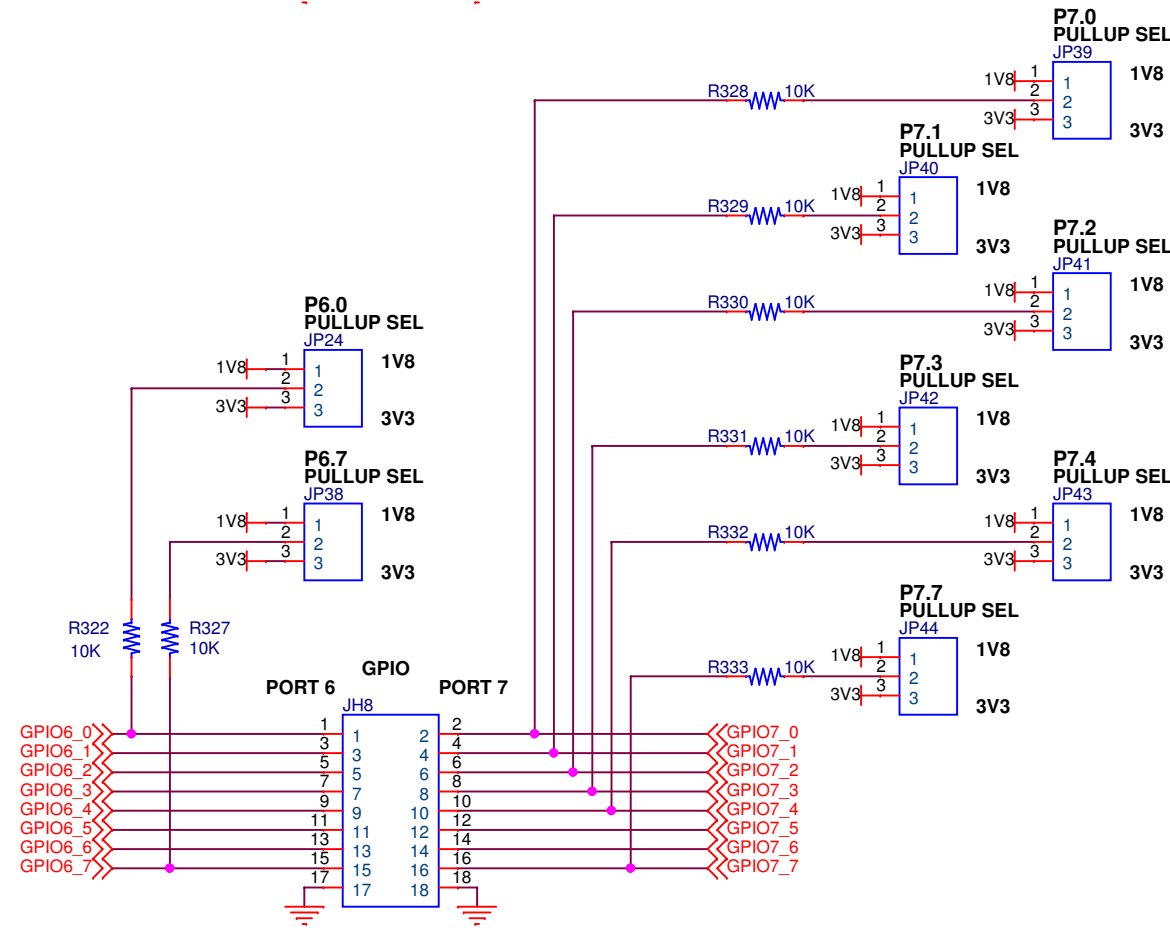 P7.0
PULLUP SEL
JP39
1V8 1 1 1V8
R328 10K 2 2
3V3 3 3 3V3
P7.1
PULLUP SEL
JP40
1V8 1 1 1V8
R329 10K 2 2
3V3 3 3 3V3
P7.2
PULLUP SEL
JP41
1V8 1 1 1V8
R330 10K 2 2
3V3 3 3 3V3
P6.0
PULLUP SEL
JP24
1V8 1 1 1V8
2 2
3V3 3 3 3V3
P7.3
PULLUP SEL
JP42
1V8 1 1 1V8
R331 10K 2 2
3V3 3 3 3V3
P6.7
PULLUP SEL
JP38
1V8 1 1 1V8
2 2
3V3 3 3 3V3
P7.4
PULLUP SEL
JP43
1V8 1 1 1V8
R332 10K 2 2
3V3 3 3 3V3
P7.7
PULLUP SEL
JP44
1V8 1 1 1V8
R333 10K 2 2
3V3 3 3 3V3
R322 R327
10K 10K
GPIO
PORT 6 PORT 7
JH8
GPIO6_0 1 1 2 2 GPIO7_0
GPIO6_1 3 3 4 4 GPIO7_1
GPIO6_2 5 5 6 6 GPIO7_2
GPIO6_3 7 7 8 8 GPIO7_3
GPIO6_4 9 9 10 10 GPIO7_4
GPIO6_5 11 11 12 12 GPIO7_5
GPIO6_6 13 13 14 14 GPIO7_6
GPIO6_7 15 15 16 16 GPIO7_7
17 17 18 18